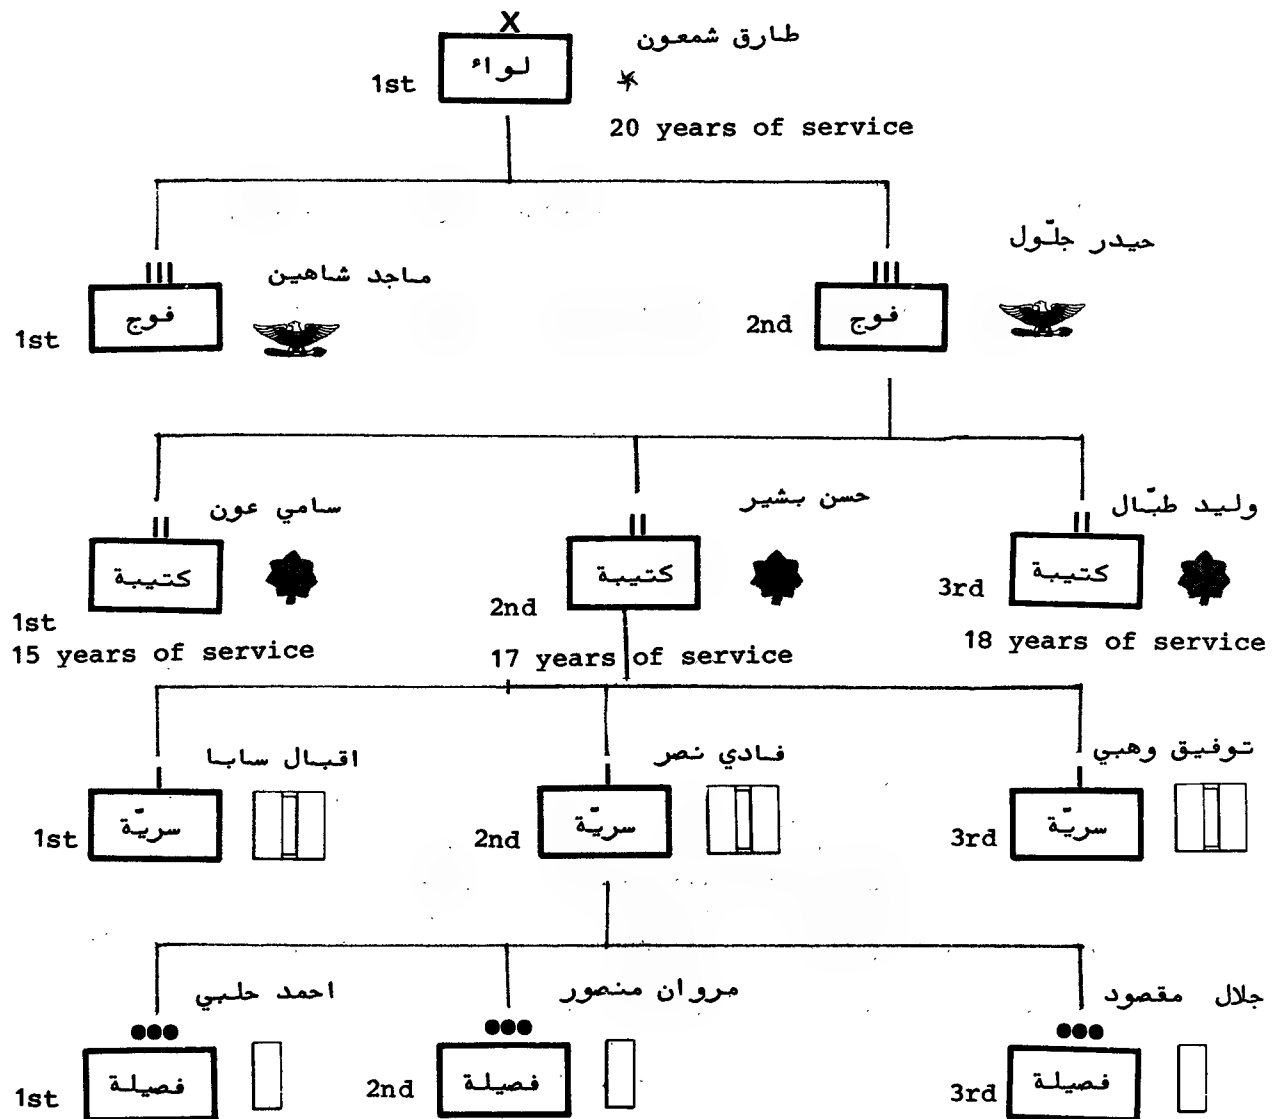 X
طارق شمعون
1st
لواء
20 years of service
ماجد شاهين
حيدر جلّول
III
III
1st
فوج
2nd
فوج
سامي عون
حسن بشير
وليد طبّال
II
II
II
كتيبة
كتيبة
كتيبة
1st
2nd
3rd
15 years of service
17 years of service
18 years of service
اقبال سابا
فادي نصر
توفيق وهبي
I
I
I
1st
سريّة
2nd
سريّة
3rd
سريّة
احمد حلبي
مروان منصور
جلال مقصود
●●●
●●●
●●●
1st
فصيلة
2nd
فصيلة
3rd
فصيلة